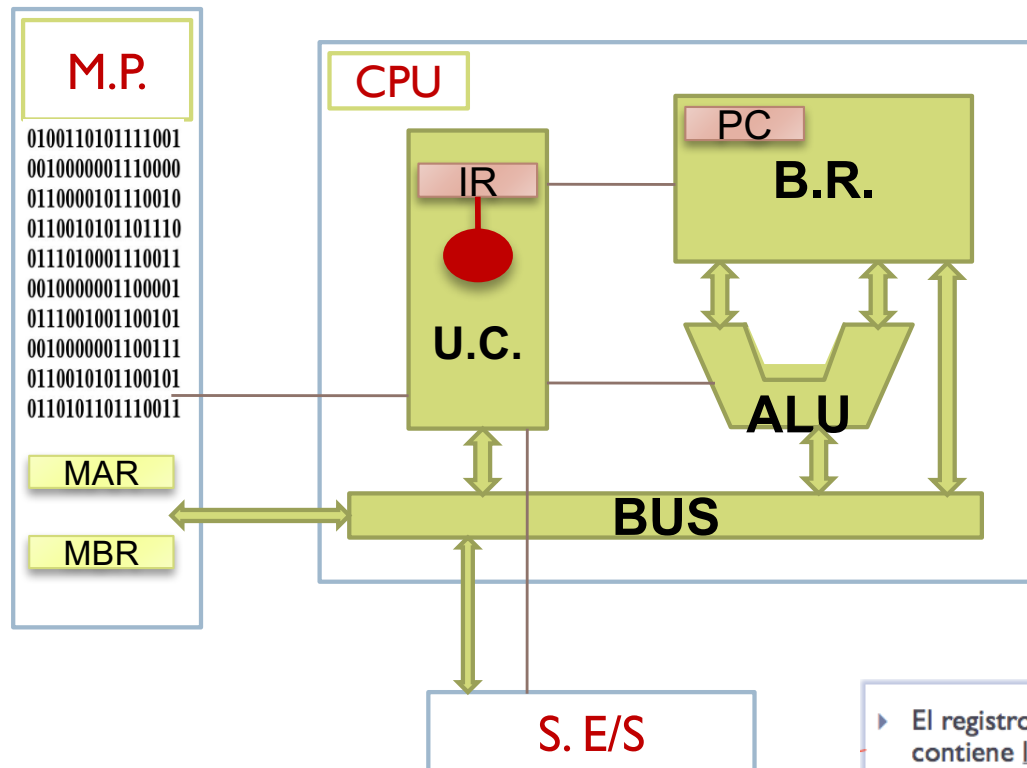 M.P.
0100110101111001
0010000001110000
0110000101110010
0110010101101110
0111010001110011
0010000001100001
0111001001100101
0010000001100111
0110010101100101
0110101101110011
MAR
MBR
CPU
IR
U.C.
PC
B.R.
ALU
BUS
S. E/S
El registro
contiene